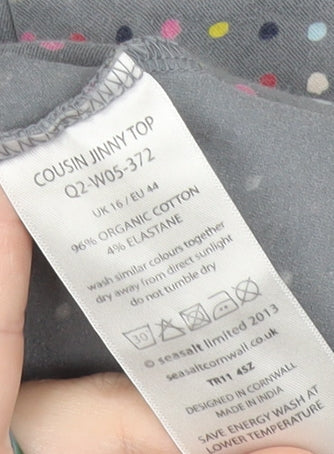 COUSIN JINNY TOP
Q2-W05-372
UK 16 / EU 44
96% ORGANIC COTTON
4% ELASTANE
wash similar colours together
dry away from direct sunlight
do not tumble dry
30
© seasalt limited 2013
seasaltcornwall.co.uk
TR11 4SZ
DESIGNED IN CORNWALL
MADE IN INDIA
SAVE ENERGY WASH AT
LOWER TEMPERATURE